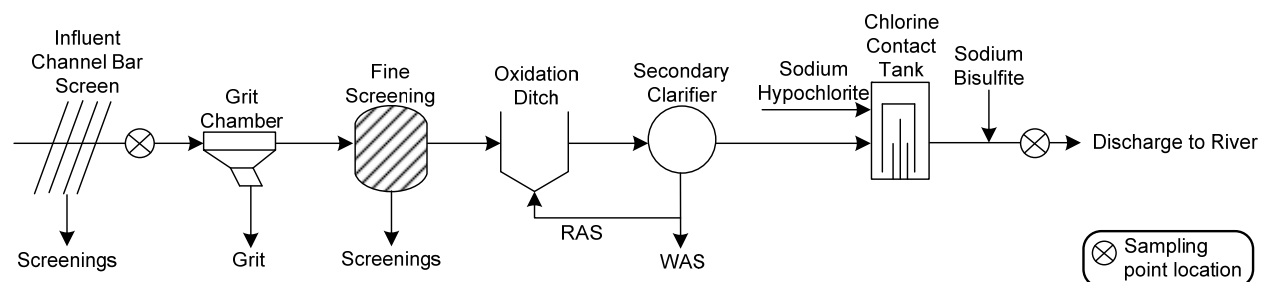 Influent
Channel Bar
Screen
Grit
Chamber
Fine
Screening
Oxidation
Ditch
Secondary
Clarifier
Sodium
Hypochlorite
Chlorine
Contact
Tank
Sodium
Bisulfite
Discharge to River
Screenings
Grit
Screenings
RAS
WAS
Sampling
point location